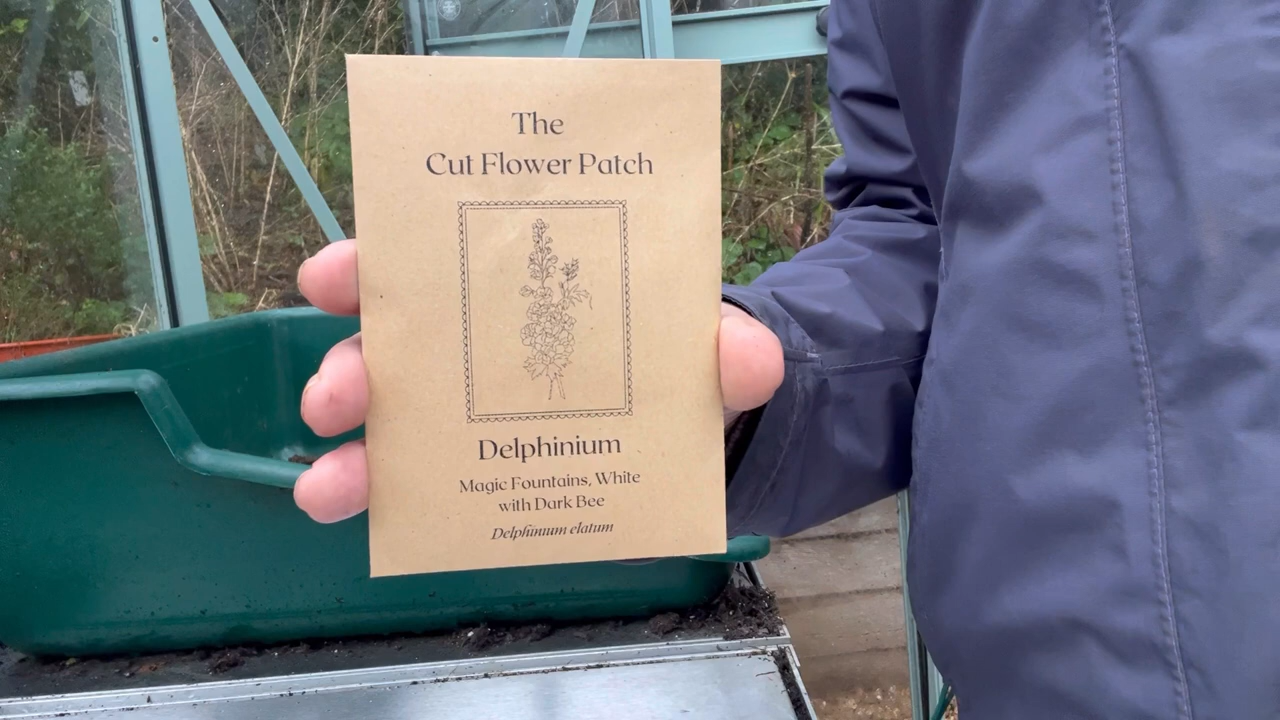 The
Cut Flower Patch
Delphinium
Magic Fountains, White
with Dark Bee
Delphinium elatum